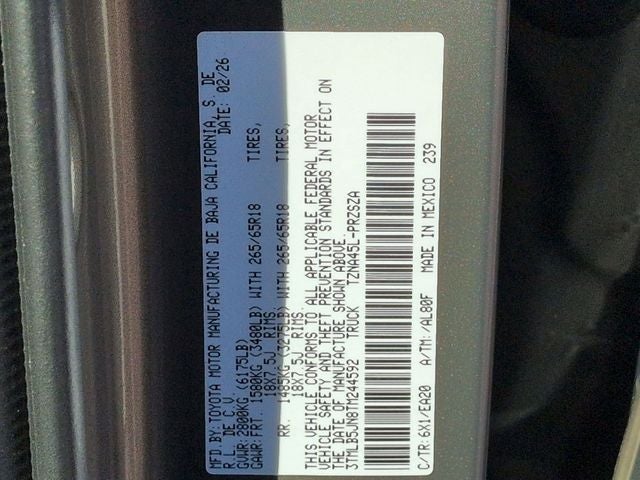 MFD.BY:TOYOTA MOTOR MANUFACTURING DE BAJA CALIFORNIA, S. DE
R.L. DE C.V. DATE: 02/26
GVWR:2800KG (6175LB)
GAWR:FRT. 1580KG (3480LB) WITH 265/65R18 TIRES,
18X7.5J RIMS,
RR. 1485KG (3275LB) WITH 265/65R18 TIRES,
18X7.5J RIMS.
THIS VEHICLE CONFORMS TO ALL APPLICABLE FEDERAL MOTOR
VEHICLE SAFETY AND THEFT PREVENTION STANDARDS IN EFFECT ON
THE DATE OF MANUFACTURE SHOWN ABOVE.
3TMLB5JN8TM244592 TRUCK TZNA45L-PRZSZA
C/TR:6X1/EA20 A/TM:/AL80F MADE IN MEXICO 239